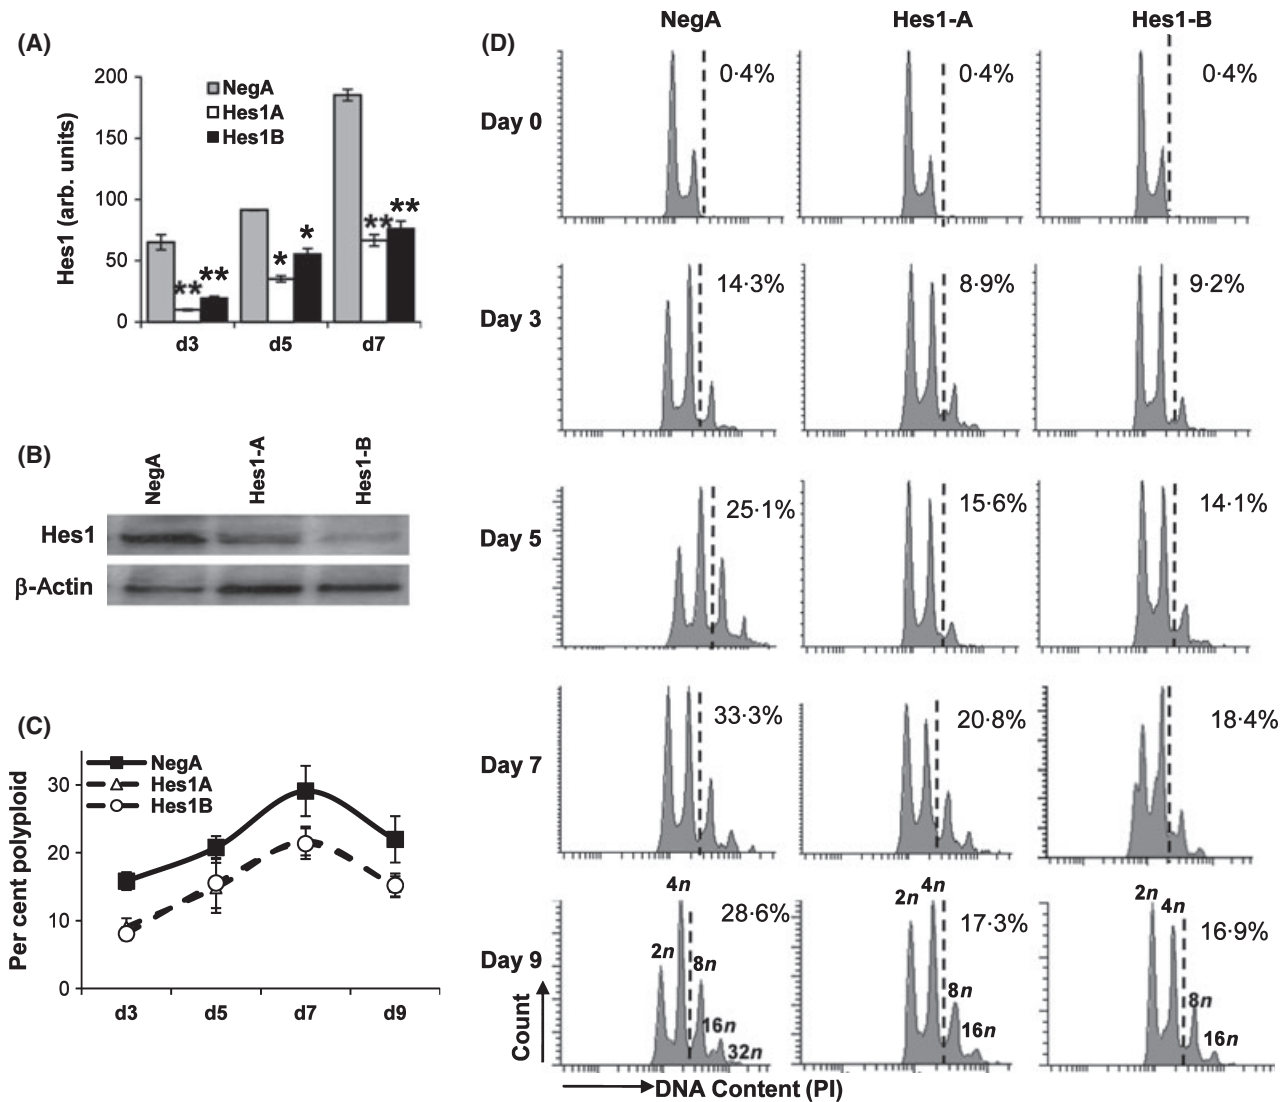 (A)
200
150
100
50
0
Hes1 (arb. units)
NegA
Hes1A
Hes1B
**
**
*
*
**
**
d3 d5 d7
(B)
NegA
Hes1-A
Hes1-B
Hes1
β-Actin
(C)
Per cent polyploid
30
20
10
0
NegA
Hes1A
Hes1B
d3 d5 d7 d9
(D)
NegA Hes1-A Hes1-B
Day 0
0·4% 0·4% 0·4%
Day 3
14·3% 8·9% 9·2%
Day 5
25·1% 15·6% 14·1%
Day 7
33·3% 20·8% 18·4%
Day 9
28·6% 17·3% 16·9%
2n 4n 8n 16n 32n
2n 4n 8n 16n
2n 4n 8n 16n
Count
DNA Content (PI)